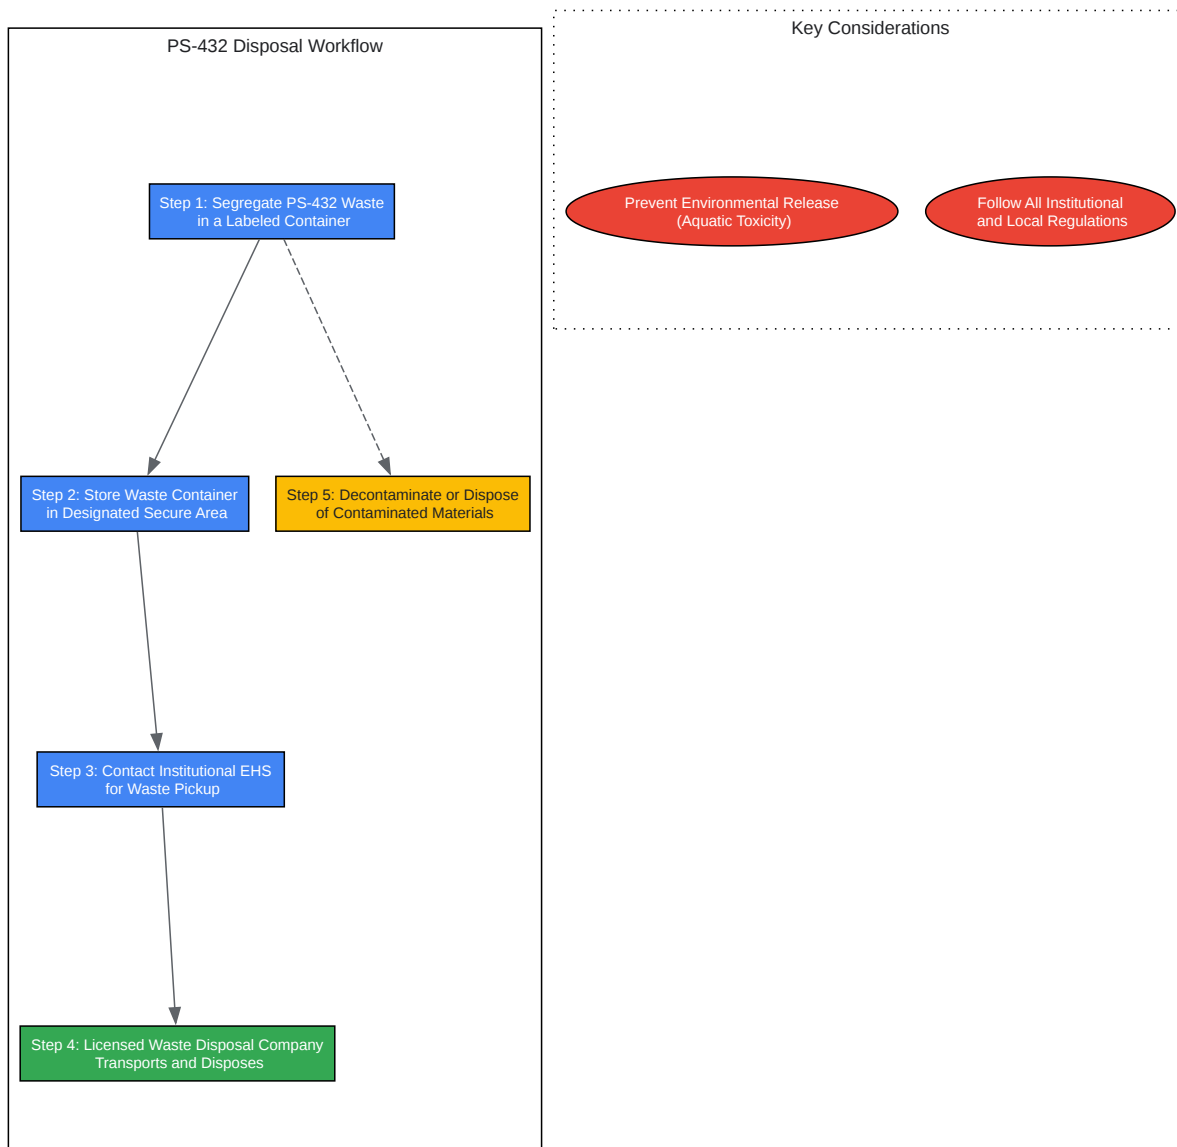 PS-432 Disposal Workflow
Key Considerations
Step 1: Segregate PS-432 Waste
in a Labeled Container
Prevent Environmental Release
(Aquatic Toxicity)
Follow All Institutional
and Local Regulations
Step 2: Store Waste Container
in Designated Secure Area
Step 5: Decontaminate or Dispose
of Contaminated Materials
Step 3: Contact Institutional EHS
for Waste Pickup
Step 4: Licensed Waste Disposal Company
Transports and Disposes